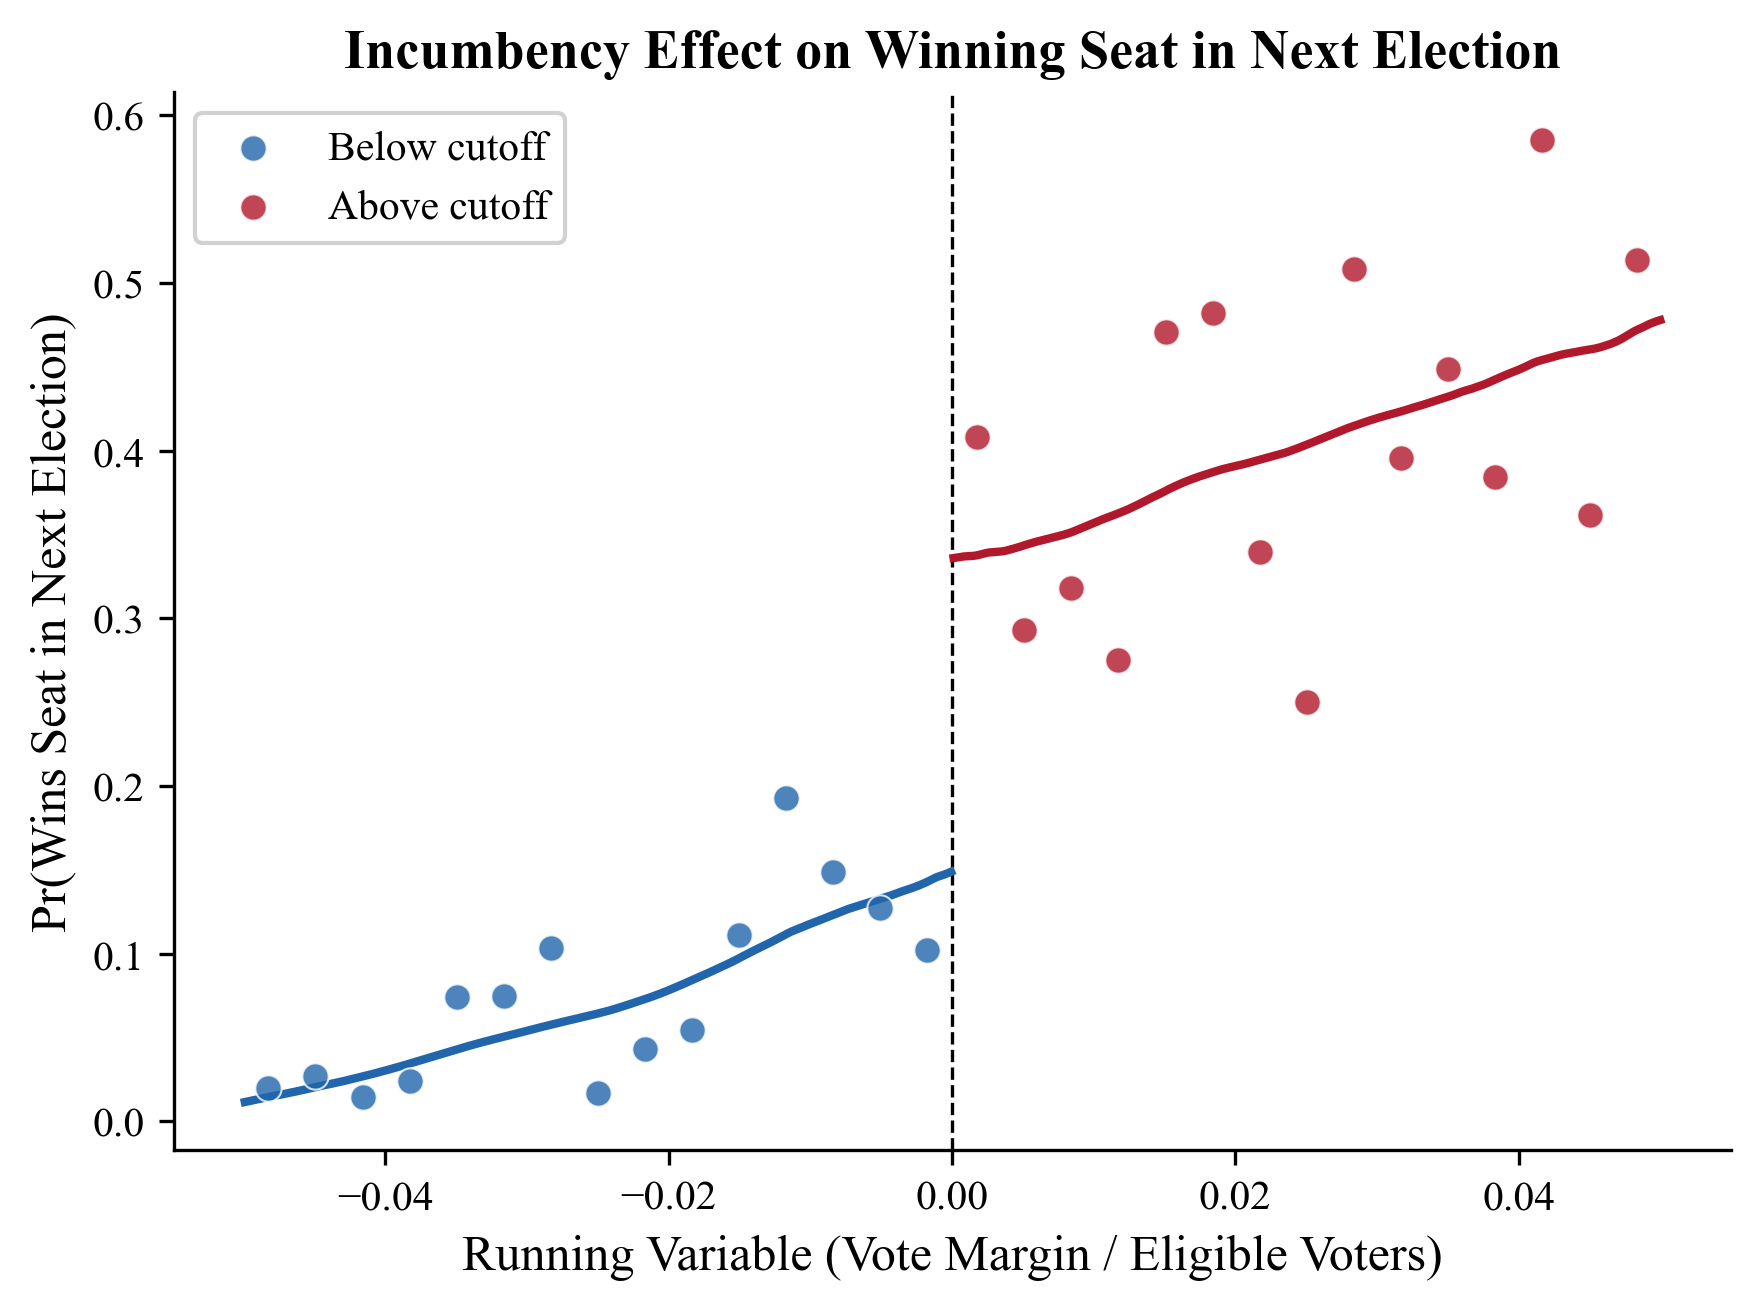 Incumbency Effect on Winning Seat in Next Election
Below cutoff
Above cutoff
Pr(Wins Seat in Next Election)
0.6
0.5
0.4
0.3
0.2
0.1
0.0
−0.04 −0.02 0.00 0.02 0.04
Running Variable (Vote Margin / Eligible Voters)